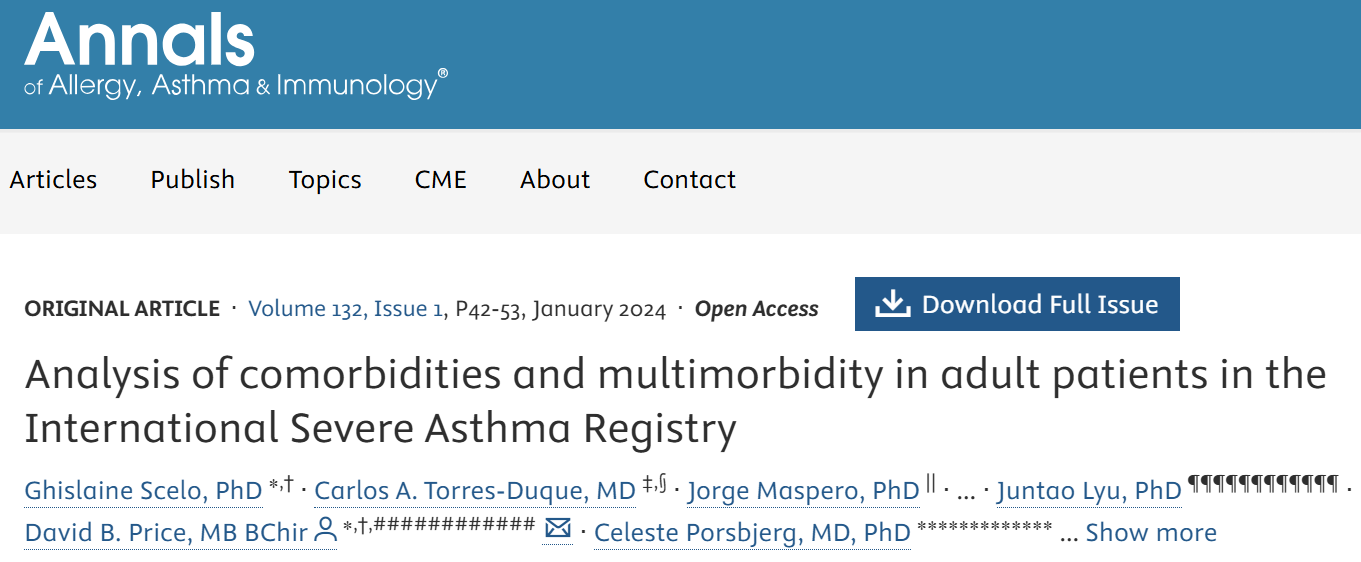 Annals
of Allergy, Asthma & Immunology®
Articles Publish Topics CME About Contact
ORIGINAL ARTICLE · Volume 132, Issue 1, P42-53, January 2024 · Open Access Download Full Issue
Analysis of comorbidities and multimorbidity in adult patients in the
International Severe Asthma Registry
Ghislaine Scelo, PhD *,† · Carlos A. Torres-Duque, MD ‡,§ · Jorge Maspero, PhD || · ... · Juntao Lyu, PhD ¶¶¶¶¶¶¶¶¶¶¶¶ ·
David B. Price, MB BChir *,†,############ · Celeste Porsbjerg, MD, PhD ************* ... Show more